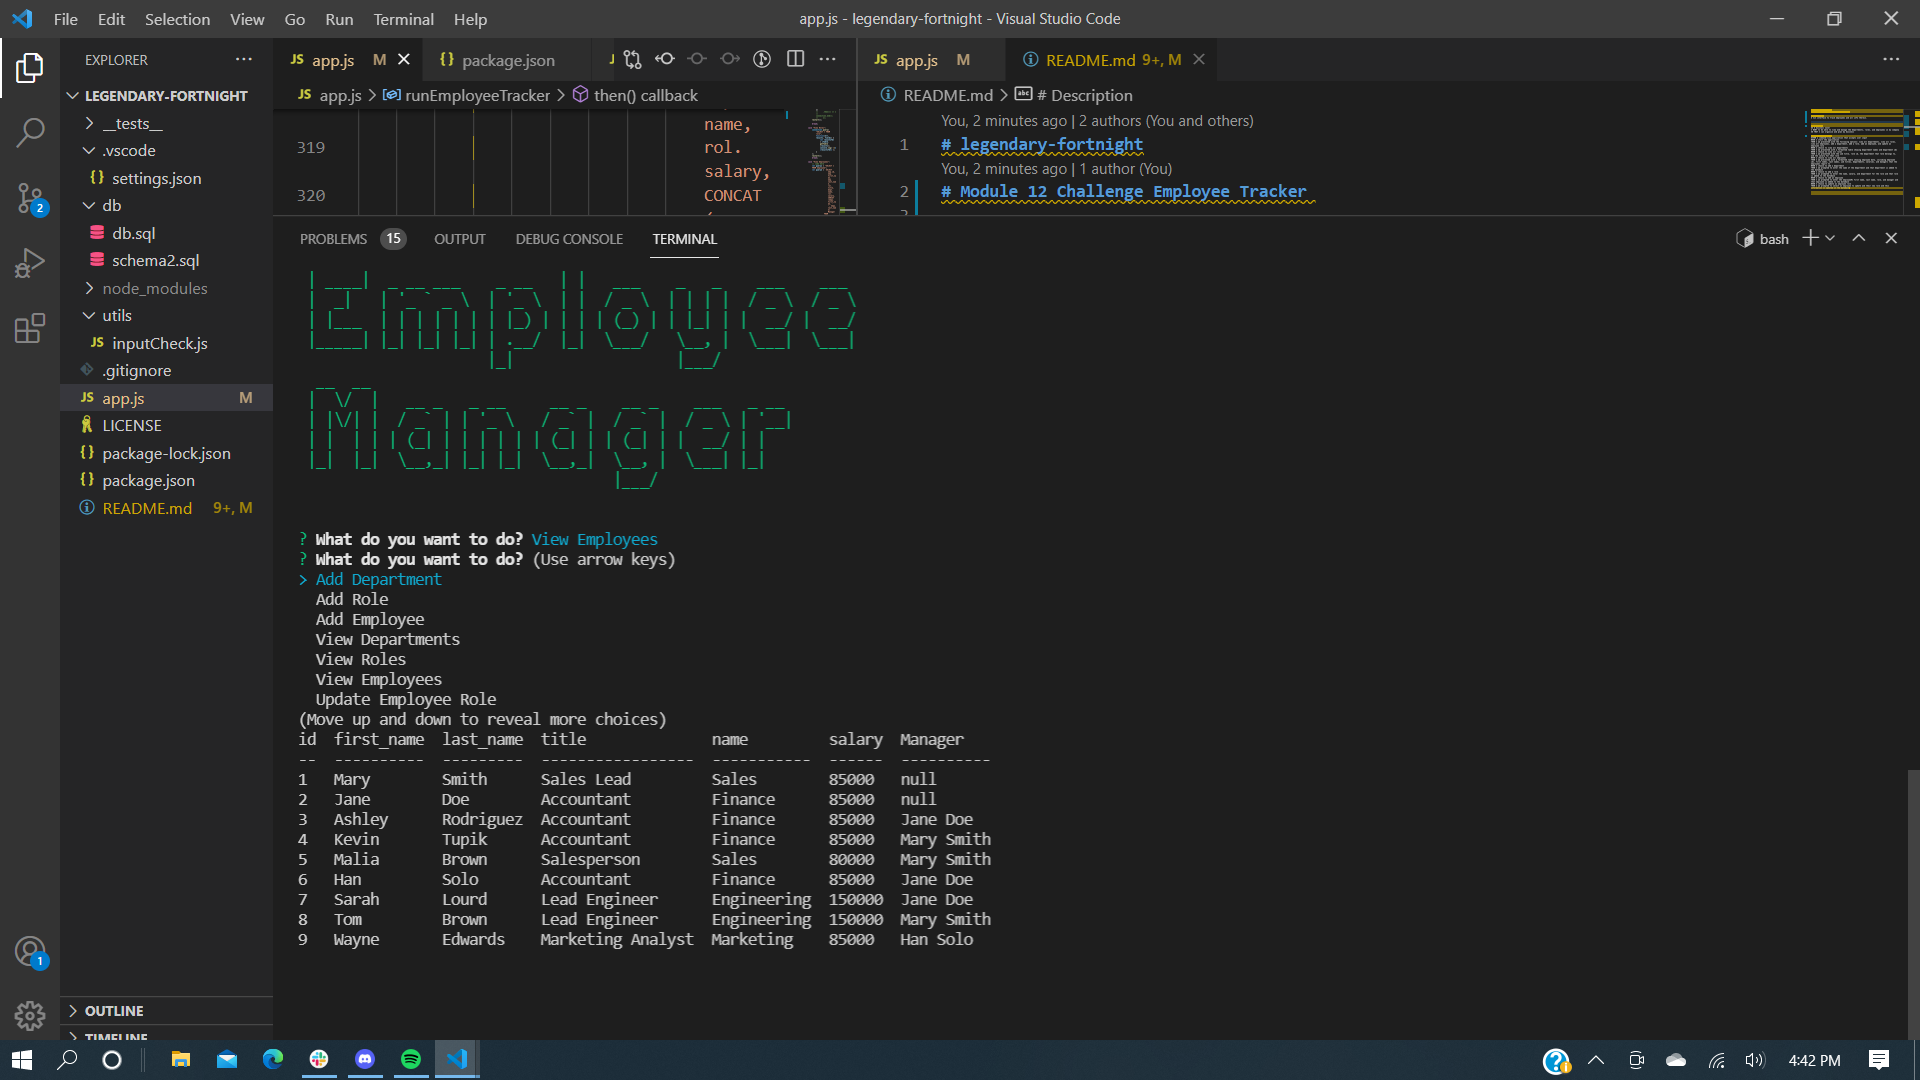 File Edit Selection View Go Run Terminal Help
app.js - legendary-fortnight - Visual Studio Code
EXPLORER
LEGENDARY-FORTNIGHT
__tests__
.vscode
{} settings.json
db
db.sql
schema2.sql
node_modules
utils
JS inputCheck.js
.gitignore
JS app.js M
LICENSE
{} package-lock.json
{} package.json
README.md 9+, M
OUTLINE
TIMELINE
2
1
JS app.js M
{} package.json
JS app.js > runEmployeeTracker > then() callback
name,
319 rol.
salary,
320 CONCAT
JS app.js M
README.md 9+, M
README.md > # Description
You, 2 minutes ago | 2 authors (You and others)
1 # legendary-fortnight
You, 2 minutes ago | 1 author (You)
2 # Module 12 Challenge Employee Tracker
PROBLEMS 15 OUTPUT DEBUG CONSOLE TERMINAL
bash
Employee
Manager
? What do you want to do? View Employees
? What do you want to do? (Use arrow keys)
> Add Department
Add Role
Add Employee
View Departments
View Roles
View Employees
Update Employee Role
(Move up and down to reveal more choices)
id first_name last_name title name salary Manager
-- ---------- --------- ----------------- ----------- ------ ----------
1 Mary Smith Sales Lead Sales 85000 null
2 Jane Doe Accountant Finance 85000 null
3 Ashley Rodriguez Accountant Finance 85000 Jane Doe
4 Kevin Tupik Accountant Finance 85000 Mary Smith
5 Malia Brown Salesperson Sales 80000 Mary Smith
6 Han Solo Accountant Finance 85000 Jane Doe
7 Sarah Lourd Lead Engineer Engineering 150000 Jane Doe
8 Tom Brown Lead Engineer Engineering 150000 Mary Smith
9 Wayne Edwards Marketing Analyst Marketing 85000 Han Solo
4:42 PM